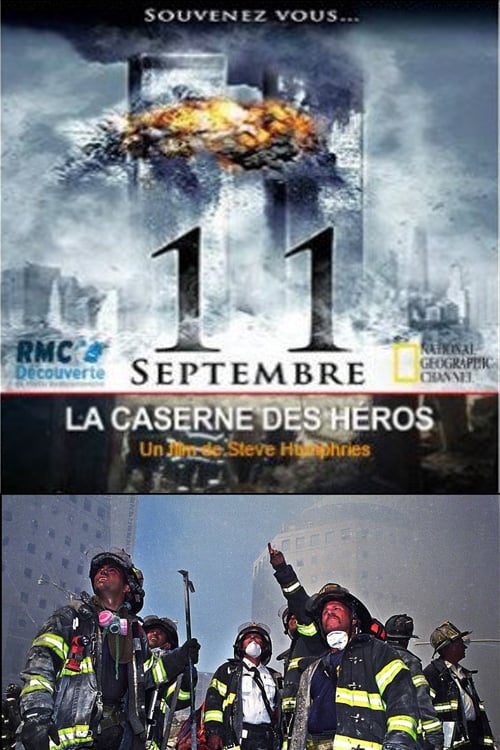 SOUVENEZ VOUS...
11
SEPTEMBRE
RMC
Découverte
NATIONAL
GEOGRAPHIC
CHANNEL
LA CASERNE DES HÉROS
Un film de Steve Humphries